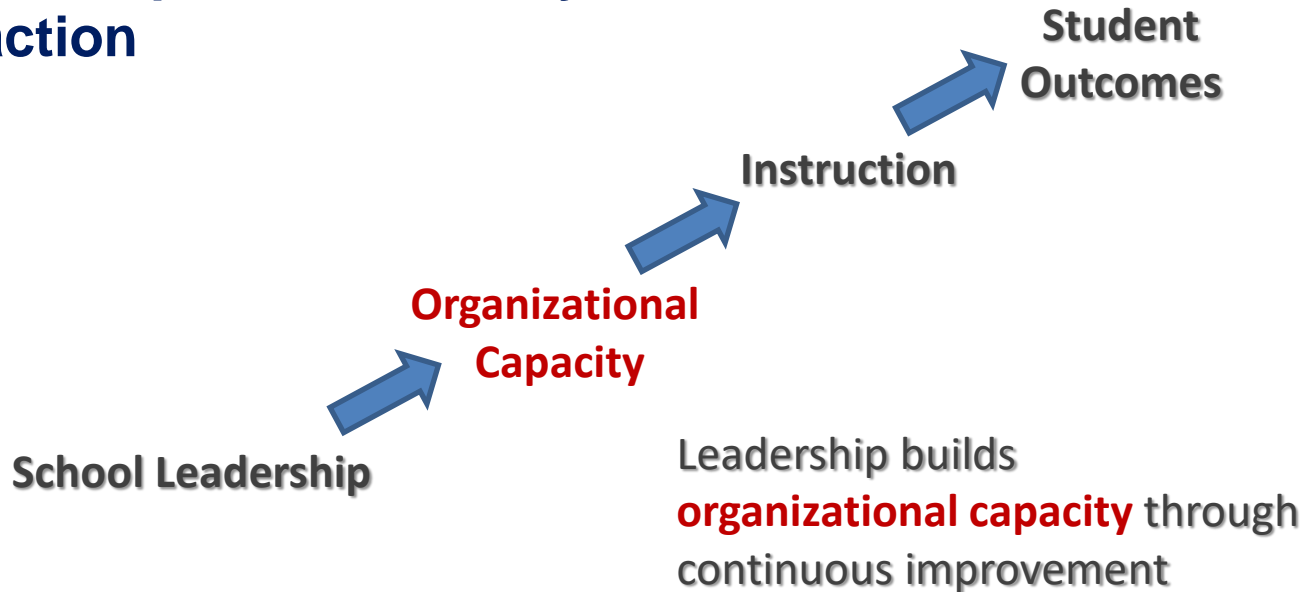 action
Student
Outcomes
Instruction
Organizational
Capacity
School Leadership
Leadership builds
organizational capacity through
continuous improvement